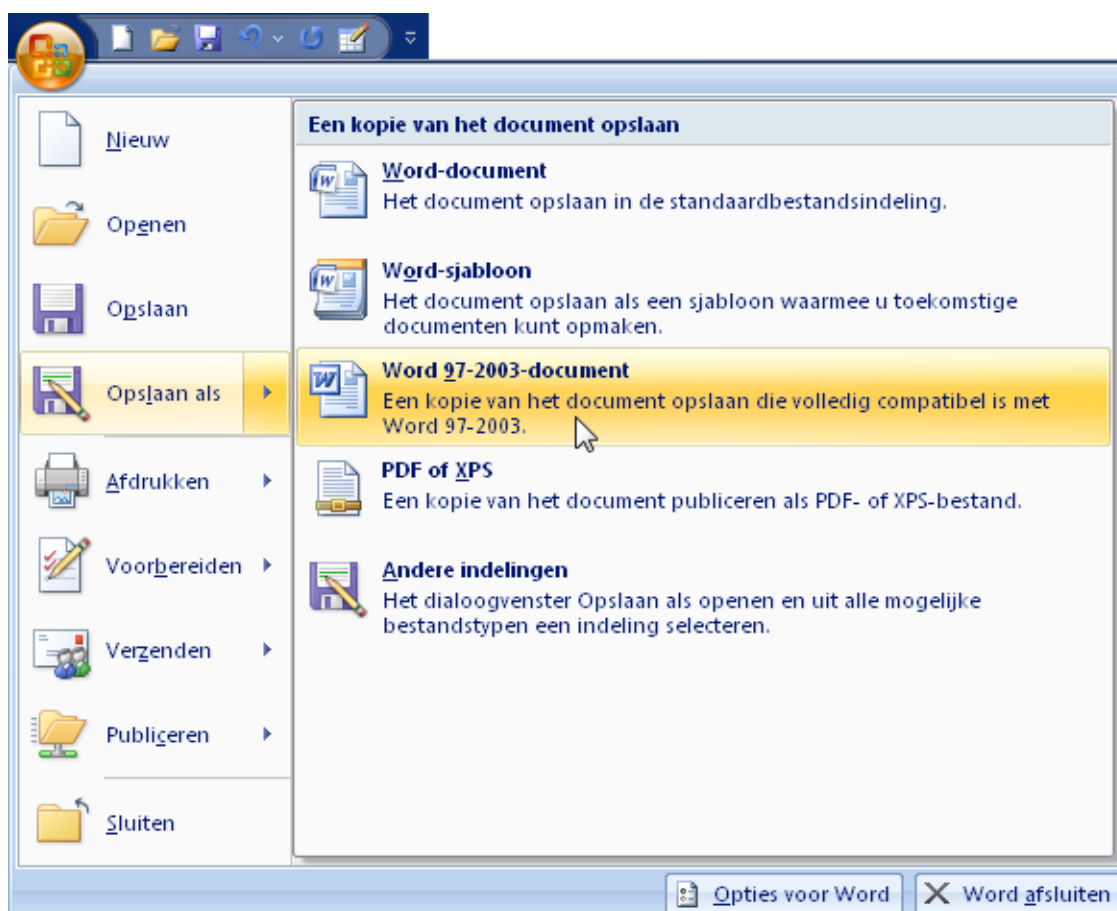 Nieuw
Openen
Opslaan
Opslaan als
Afdrukken
Voorbereiden
Verzenden
Publiceren
Sluiten
Een kopie van het document opslaan
Word-document
Het document opslaan in de standaardbestandsindeling.
Word-sjabloon
Het document opslaan als een sjabloon waarmee u toekomstige
documenten kunt opmaken.
Word 97-2003-document
Een kopie van het document opslaan die volledig compatibel is met
Word 97-2003.
PDF of XPS
Een kopie van het document publiceren als PDF- of XPS-bestand.
Andere indelingen
Het dialoogvenster Opslaan als openen en uit alle mogelijke
bestandstypen een indeling selecteren.
Opties voor Word
Word afsluiten